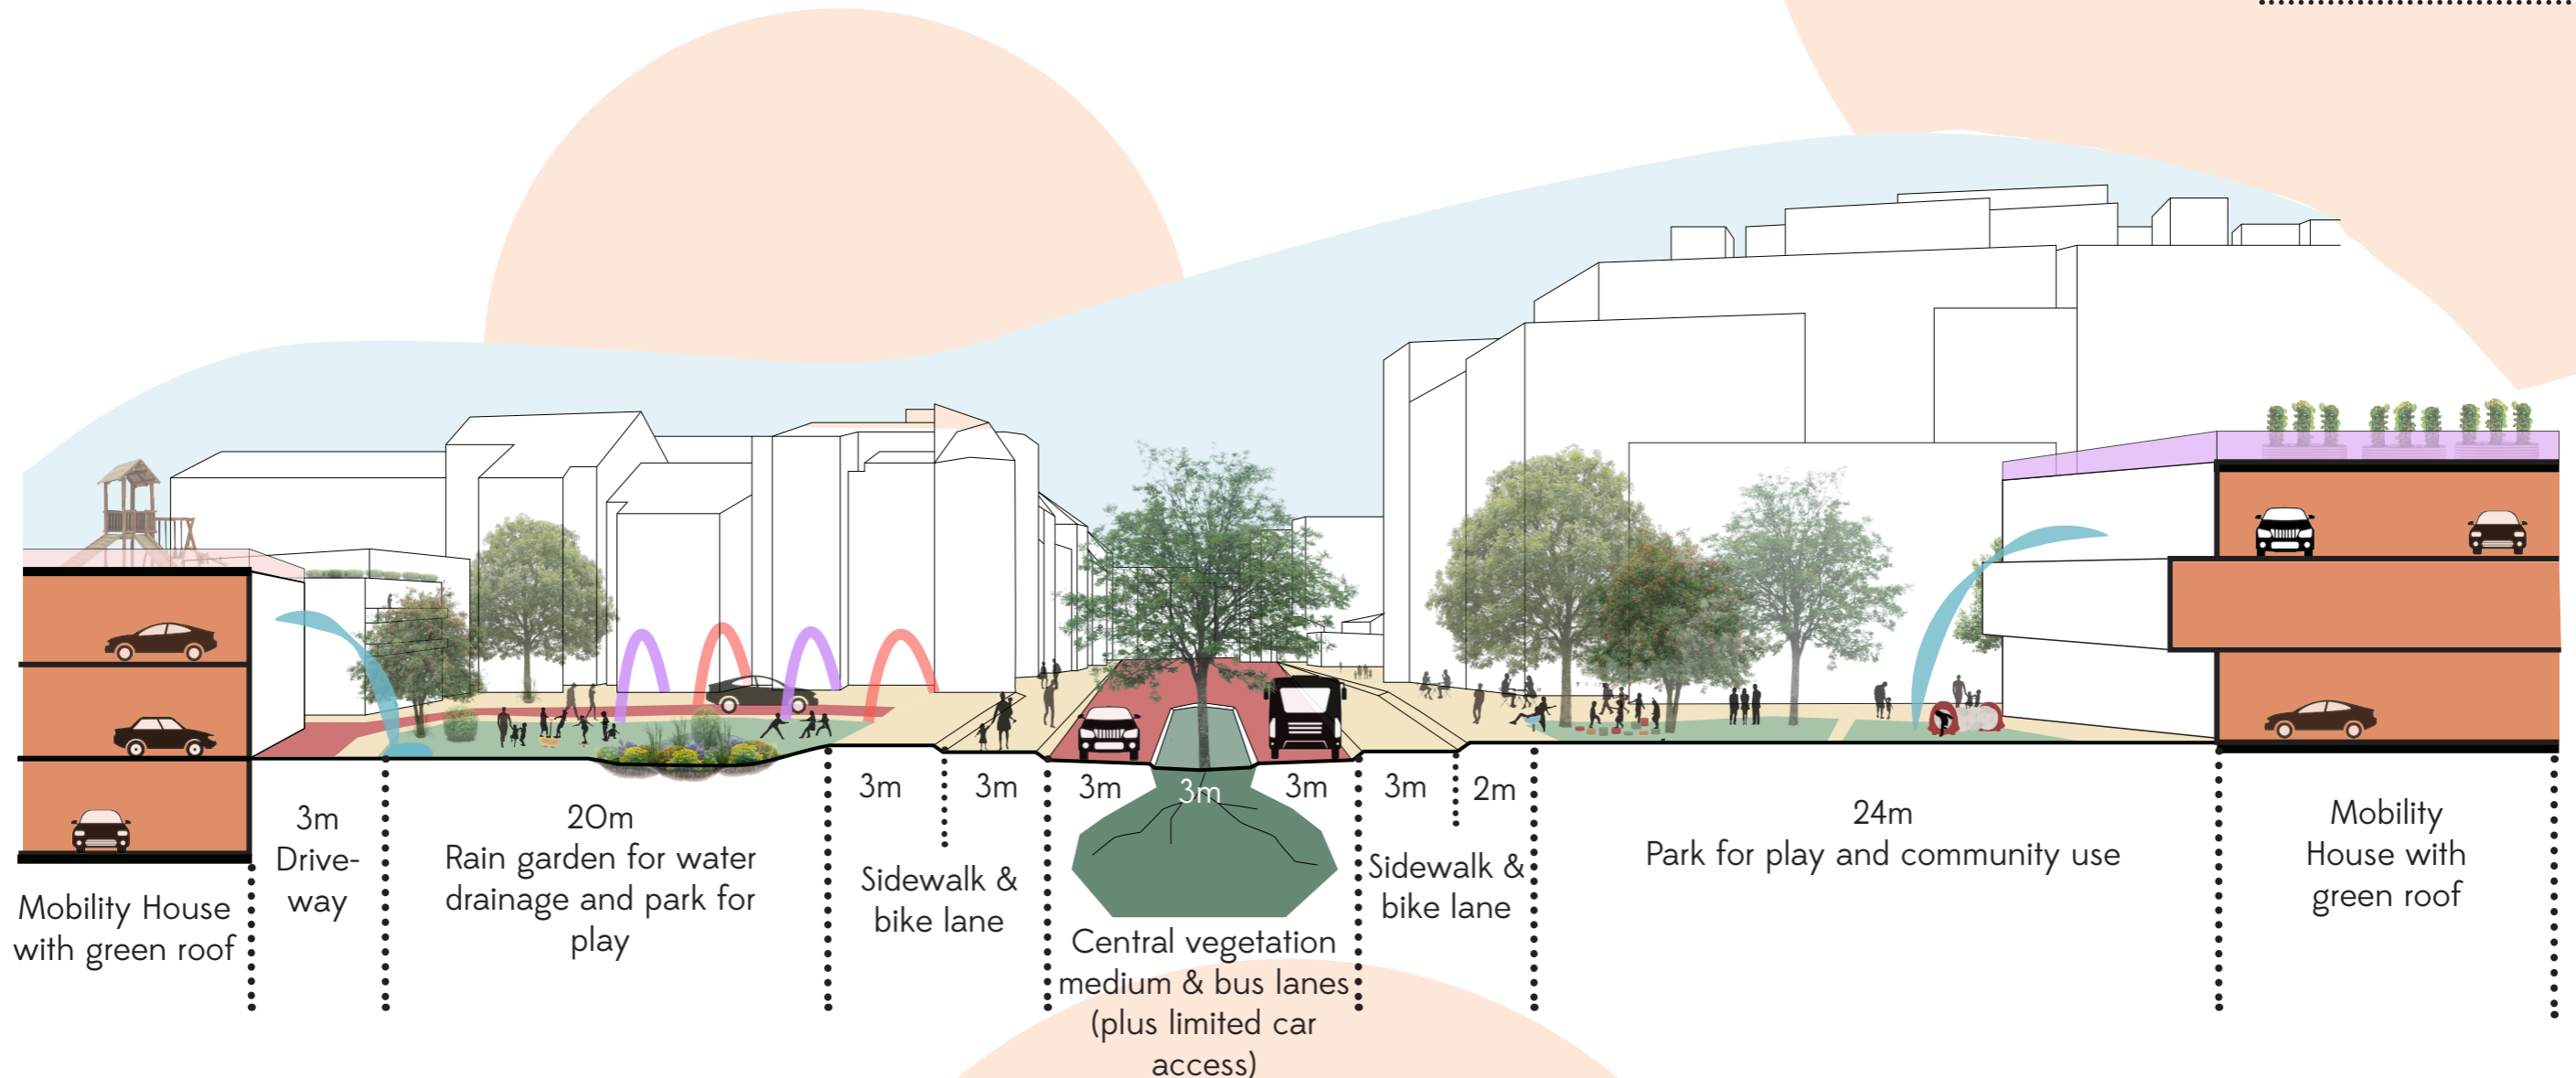 3m
3m
3m
3m
3m
3m
2m
Mobility House
with green roof
3m
Drive-
way
20m
Rain garden for water
drainage and park for
play
Sidewalk &
bike lane
Central vegetation
medium & bus lanes
(plus limited car
access)
Sidewalk &
bike lane
24m
Park for play and community use
Mobility
House with
green roof